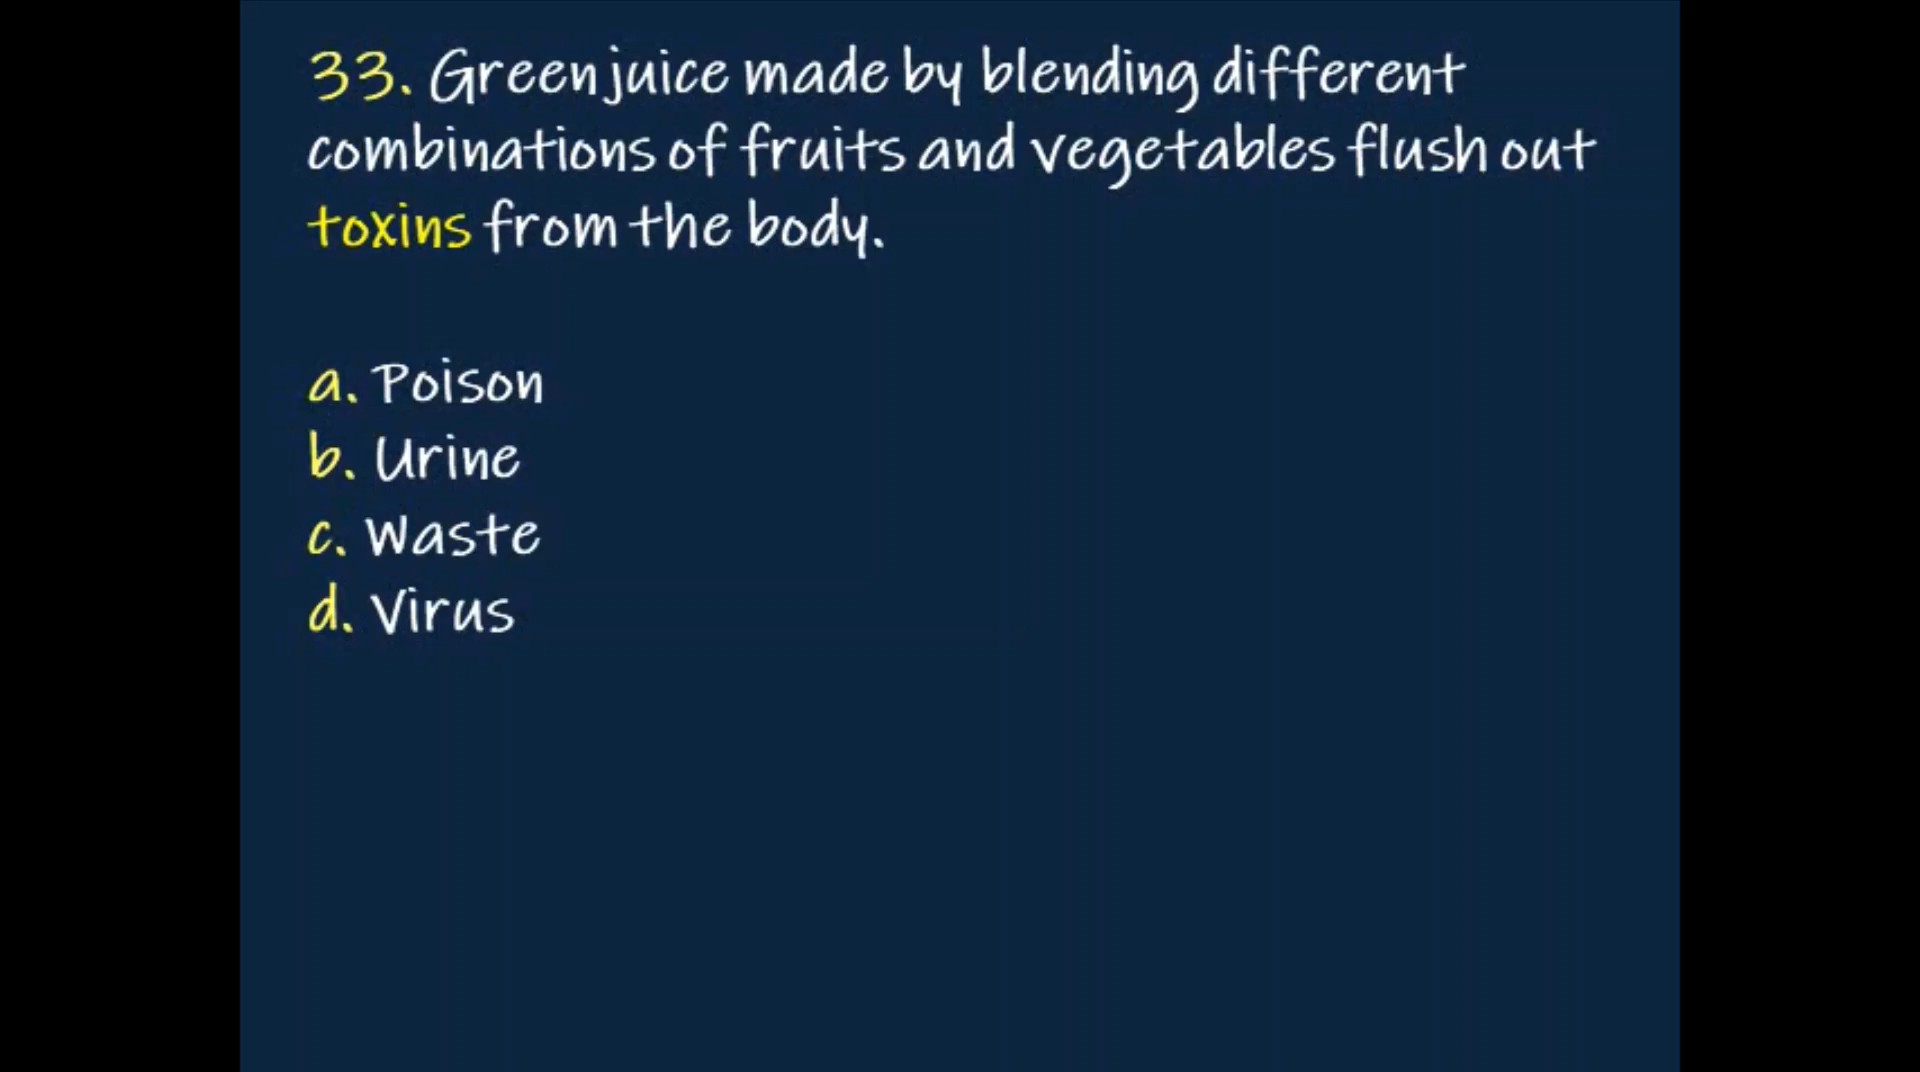 33. Green juice made by blending different
combinations of fruits and vegetables flush out
toxins from the body.
a. Poison
b. Urine
c. Waste
d. Virus